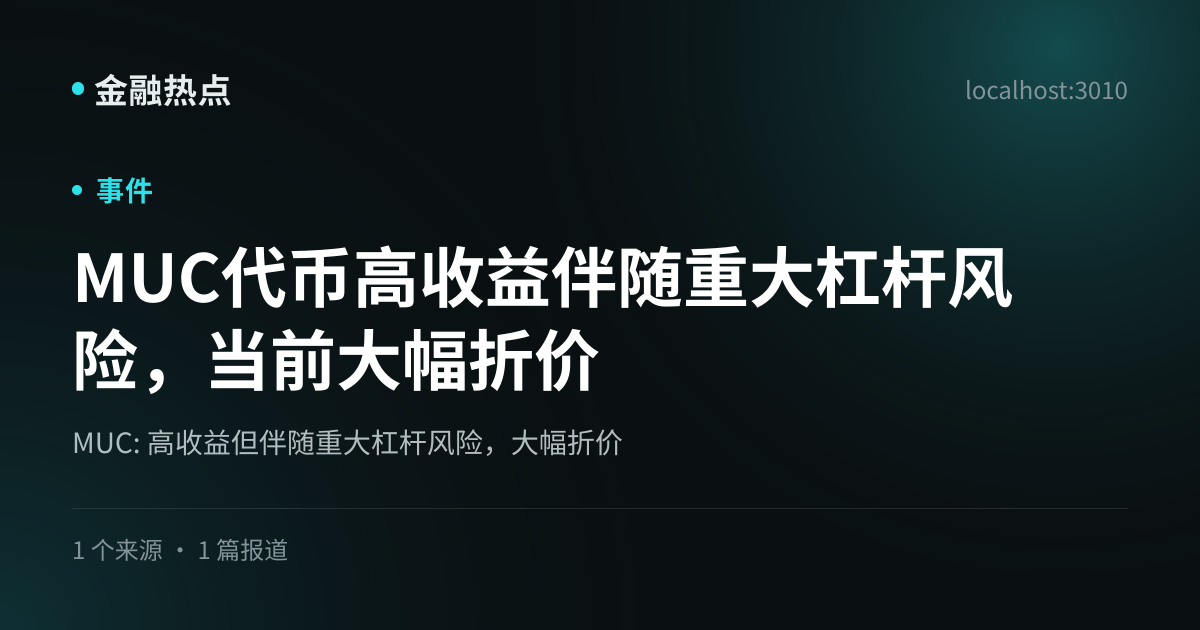 金融热点
localhost:3010
事件
MUC代币高收益伴随重大杠杆风
险，当前大幅折价
MUC: 高收益但伴随重大杠杆风险，大幅折价
1 个来源 · 1 篇报道